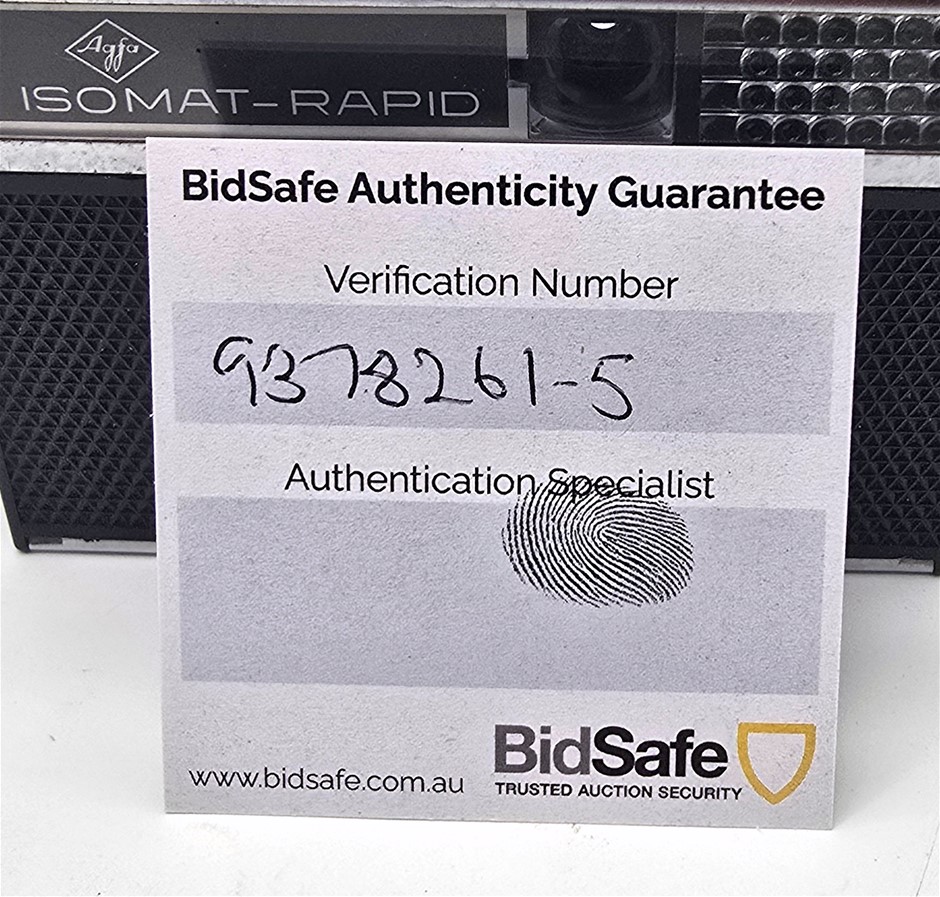 Agfa
ISOMAT-RAPID
BidSafe Authenticity Guarantee
Verification Number
9378261-5
Authentication Specialist
www.bidsafe.com.au
BidSafe
TRUSTED AUCTION SECURITY